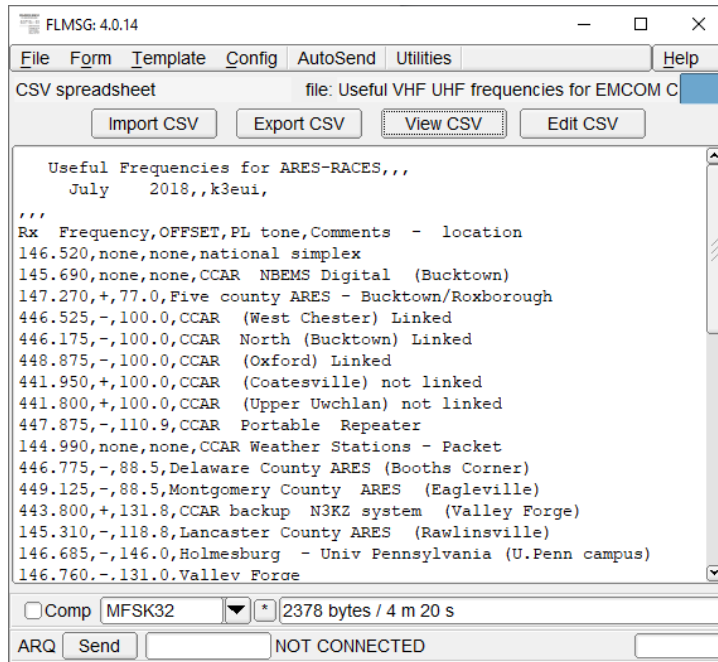 FLMSG: 4.0.14
File Form Template Config AutoSend Utilities Help
CSV spreadsheet file: Useful VHF UHF frequencies for EMCOM C
Import CSV Export CSV View CSV Edit CSV
Useful Frequencies for ARES-RACES,,,
July 2018,,k3eui,
,,,
Rx Frequency,OFFSET,PL tone,Comments - location
146.520,none,none,national simplex
145.690,none,none,CCAR NBEMS Digital (Bucktown)
147.270,+,77.0,Five county ARES - Bucktown/Roxborough
446.525,-,100.0,CCAR (West Chester) Linked
446.175,-,100.0,CCAR North (Bucktown) Linked
448.875,-,100.0,CCAR (Oxford) Linked
441.950,+,100.0,CCAR (Coatesville) not linked
441.800,+,100.0,CCAR (Upper Uwchlan) not linked
447.875,-,110.9,CCAR Portable Repeater
144.990,none,none,CCAR Weather Stations - Packet
446.775,-,88.5,Delaware County ARES (Booths Corner)
449.125,-,88.5,Montgomery County ARES (Eagleville)
443.800,+,131.8,CCAR backup N3KZ system (Valley Forge)
145.310,-,118.8,Lancaster County ARES (Rawlinsville)
146.685,-,146.0,Holmesburg - Univ Pennsylvania (U.Penn campus)
146.760,-,131.0,Valley Forge
Comp MFSK32 * 2378 bytes / 4 m 20 s
ARQ Send NOT CONNECTED